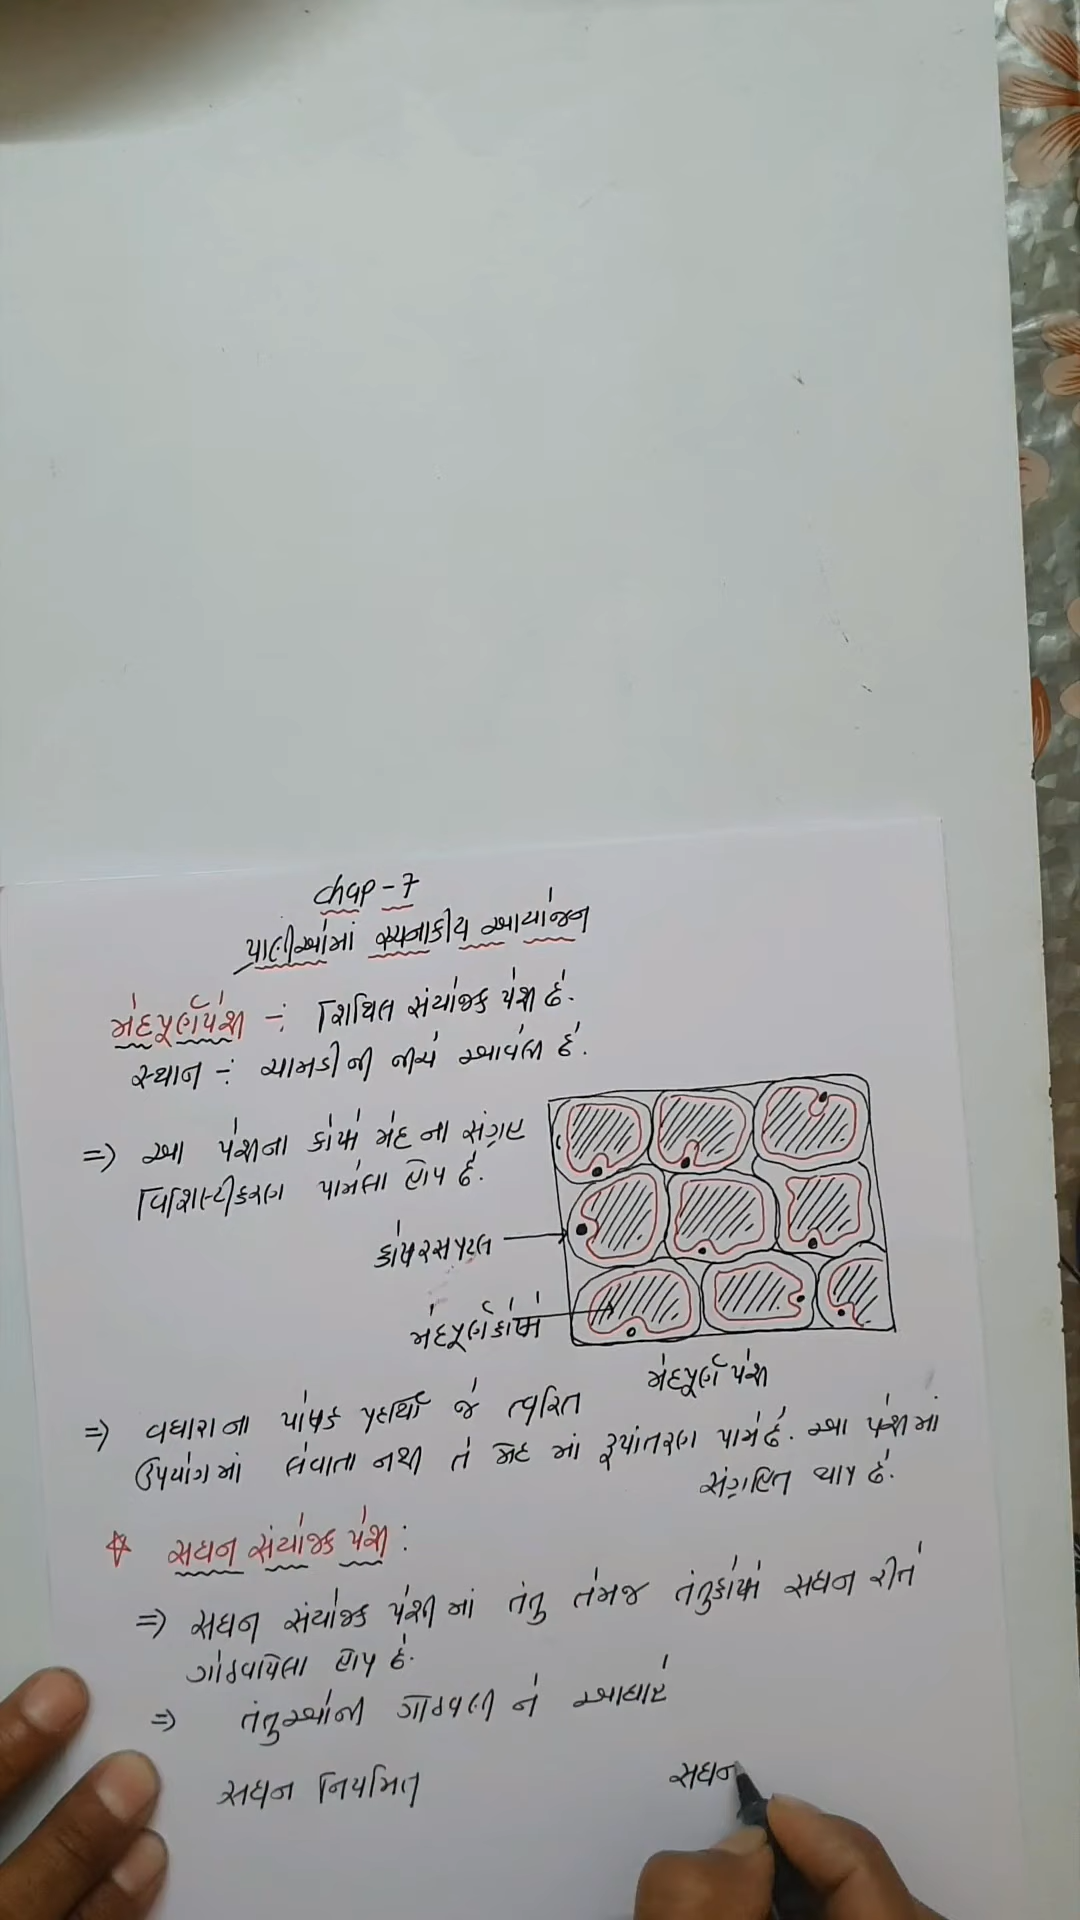 chap - 7
પ્રાણીઓમાં રચનાકીય આયોજન
મેદપૂર્ણપેશી ÷ શિથિલ સંયોજક પેશી છે.
સ્થાન ÷ ચામડીની નીચે આવેલી છે.
⇒ આ પેશીના કોષો મેદ ના સંગ્રહ
વિશિષ્ટીકરણ પામેલા હોય છે.
કોષરસપટલ
મેદપૂર્ણકોષો
મેદપૂર્ણ પેશી
⇒ વધારાના પોષક પદાર્થો જે ત્વરિત
ઉપયોગમાં લેવાતા નથી તે મેદ માં રૂપાંતરણ પામે છે. આ પેશીમાં
સંગ્રહિત થાય છે.
☆ સઘન સંયોજક પેશી :
⇒ સઘન સંયોજક પેશીમાં તંતુ તેમજ તંતુકોષો સઘન રીતે
ગોઠવાયેલા હોય છે.
⇒ તંતુઓની ગોઠવણી ને આધારે
સઘન નિયમિત સઘન